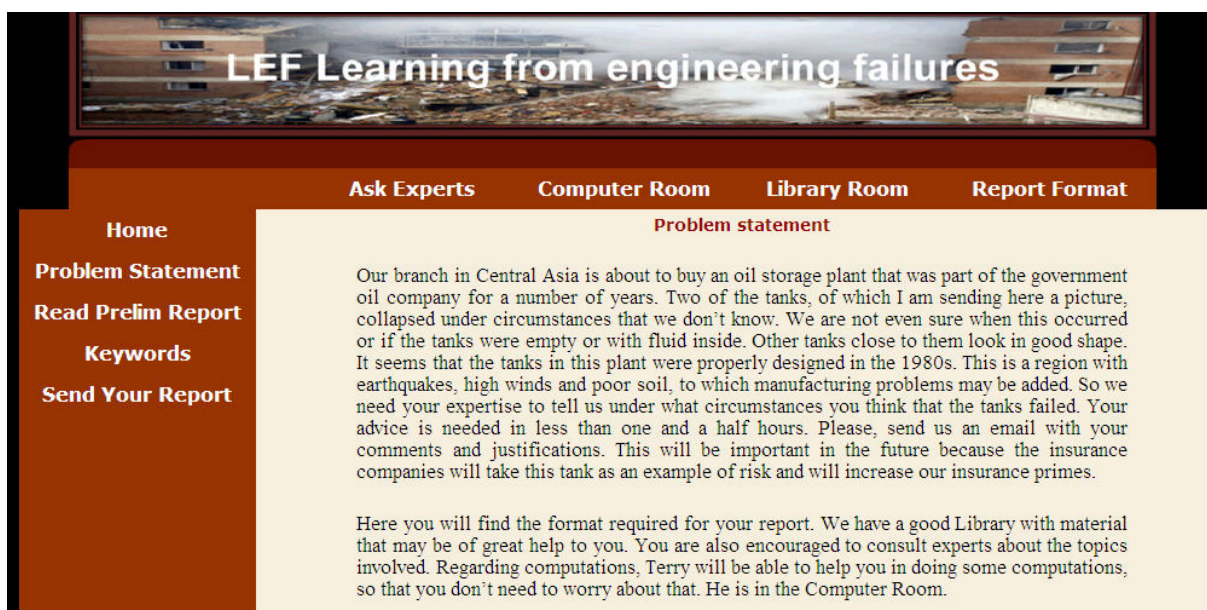 LEF Learning from engineering failures
Ask Experts Computer Room Library Room Report Format
Home
Problem Statement
Read Prelim Report
Keywords
Send Your Report
Problem statement
Our branch in Central Asia is about to buy an oil storage plant that was part of the government
oil company for a number of years. Two of the tanks, of which I am sending here a picture,
collapsed under circumstances that we don't know. We are not even sure when this occurred
or if the tanks were empty or with fluid inside. Other tanks close to them look in good shape.
It seems that the tanks in this plant were properly designed in the 1980s. This is a region with
earthquakes, high winds and poor soil, to which manufacturing problems may be added. So we
need your expertise to tell us under what circumstances you think that the tanks failed. Your
advice is needed in less than one and a half hours. Please, send us an email with your
comments and justifications. This will be important in the future because the insurance
companies will take this tank as an example of risk and will increase our insurance primes.
Here you will find the format required for your report. We have a good Library with material
that may be of great help to you. You are also encouraged to consult experts about the topics
involved. Regarding computations, Terry will be able to help you in doing some computations,
so that you don't need to worry about that. He is in the Computer Room.